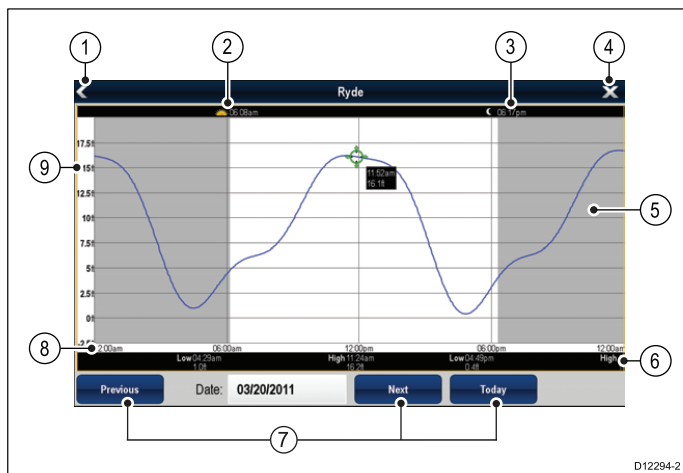 1 2 3 4
Ryde
06:08am 06:17pm
17.5ft
15ft
12.5ft
10ft
7.5ft
5ft
2.5ft
0ft
-2.5ft
11:52am
16.1ft
9
5
8
6
12:00am 06:00am 12:00pm 06:00pm 12:00am
Low 04:29am High 11:24am Low 04:49pm High
1.0ft 16.2ft 0.4ft
Previous Date: 03/20/2011 Next Today
7
D12294-2